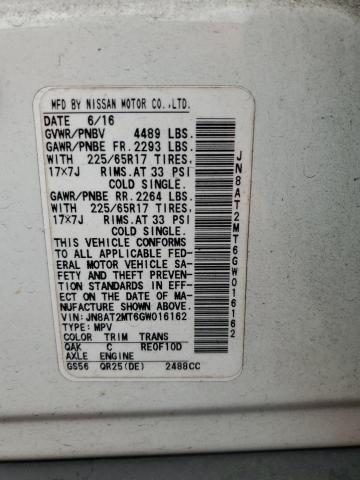 MFD BY NISSAN MOTOR CO.,LTD.
DATE 6/16
GVWR/PNBV 4489 LBS.
GAWR/PNBE FR. 2293 LBS.
WITH 225/65R17 TIRES,
17x7J RIMS.AT 33 PSI
COLD SINGLE.
GAWR/PNBE RR. 2264 LBS.
WITH 225/65R17 TIRES,
17x7J RIMS.AT 33 PSI
COLD SINGLE.
THIS VEHICLE CONFORMS
TO ALL APPLICABLE FED-
ERAL MOTOR VEHICLE SAFE-
TY AND THEFT PREVENTION
STANDARDS IN EFF-
ECT ON THE DATE OF MA-
NUFACTURE SHOWN
ABOVE.
VIN: JN8AT2MT6GW016162
TYPE: MPV
COLOR TRIM TRANS
QAK C RE0F10D
AXLE ENGINE
GS56 QR25(DE) 2488CC
JN8AT2MT6GW016162